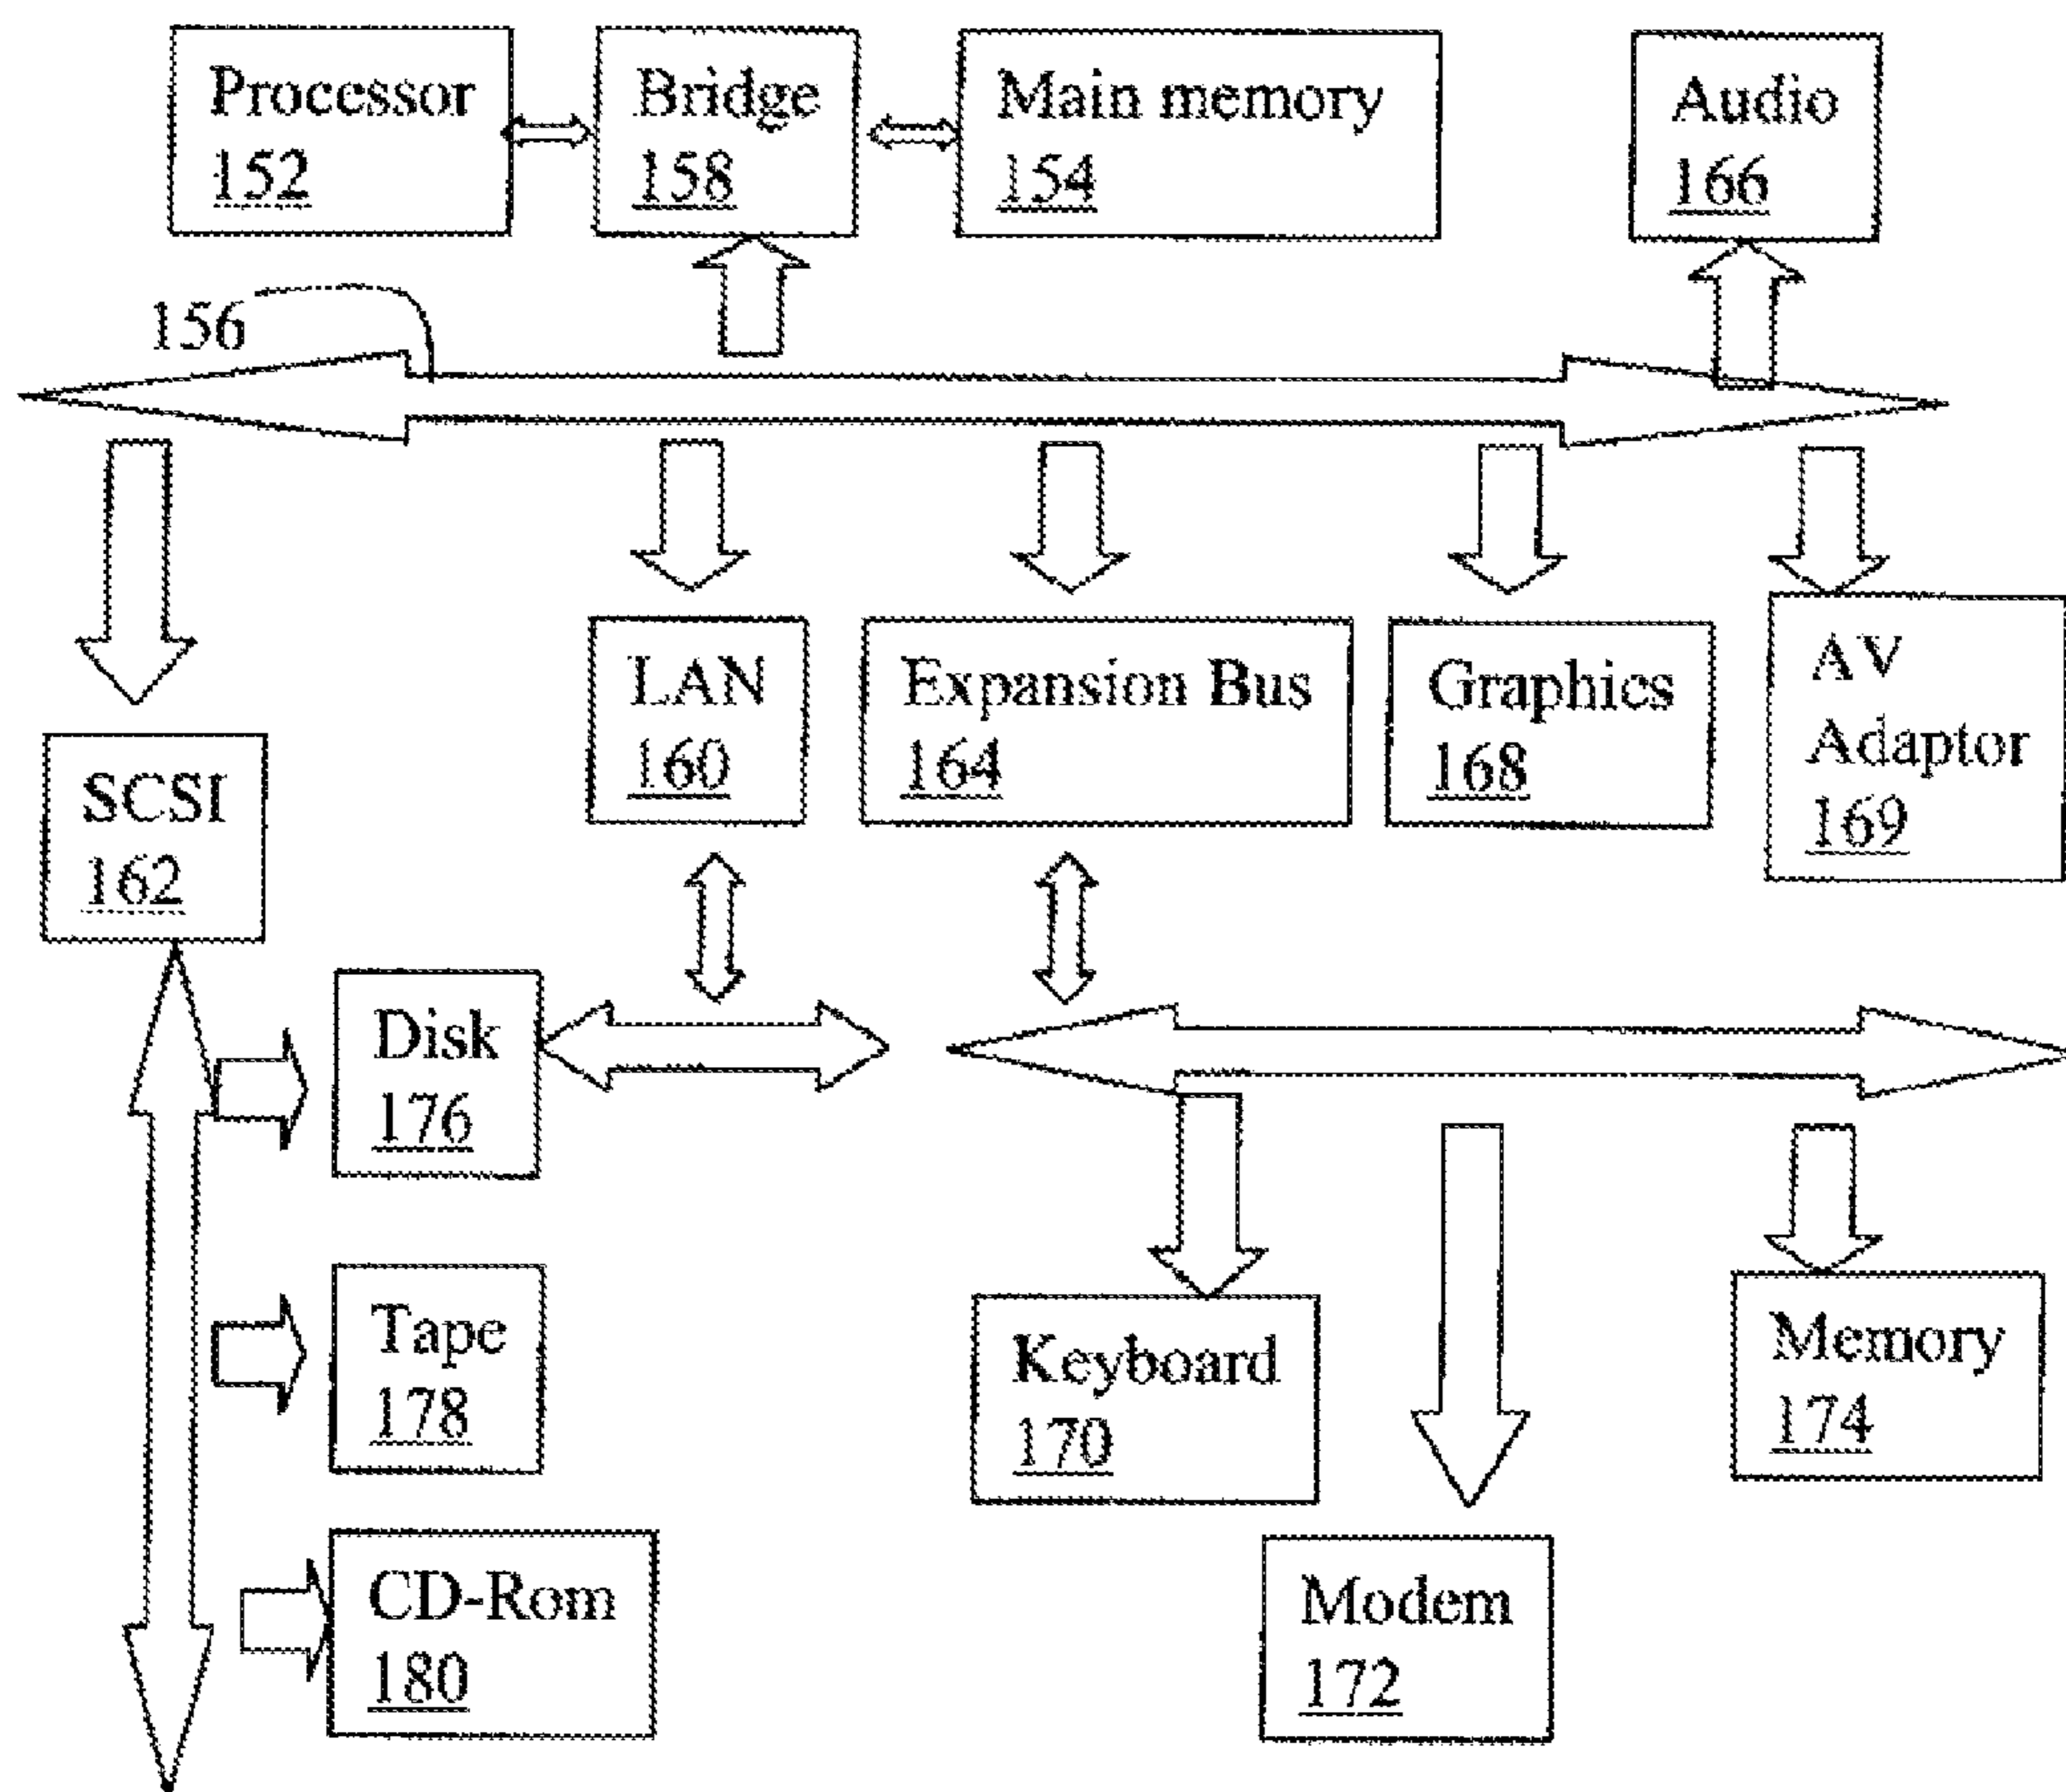 Processor
152
Bridge
158
Main memory
154
Audio
166
156
SCSI
162
LAN
160
Expansion Bus
164
Graphics
168
AV
Adaptor
169
Disk
176
Tape
178
Keyboard
170
Memory
174
CD-Rom
180
Modem
172